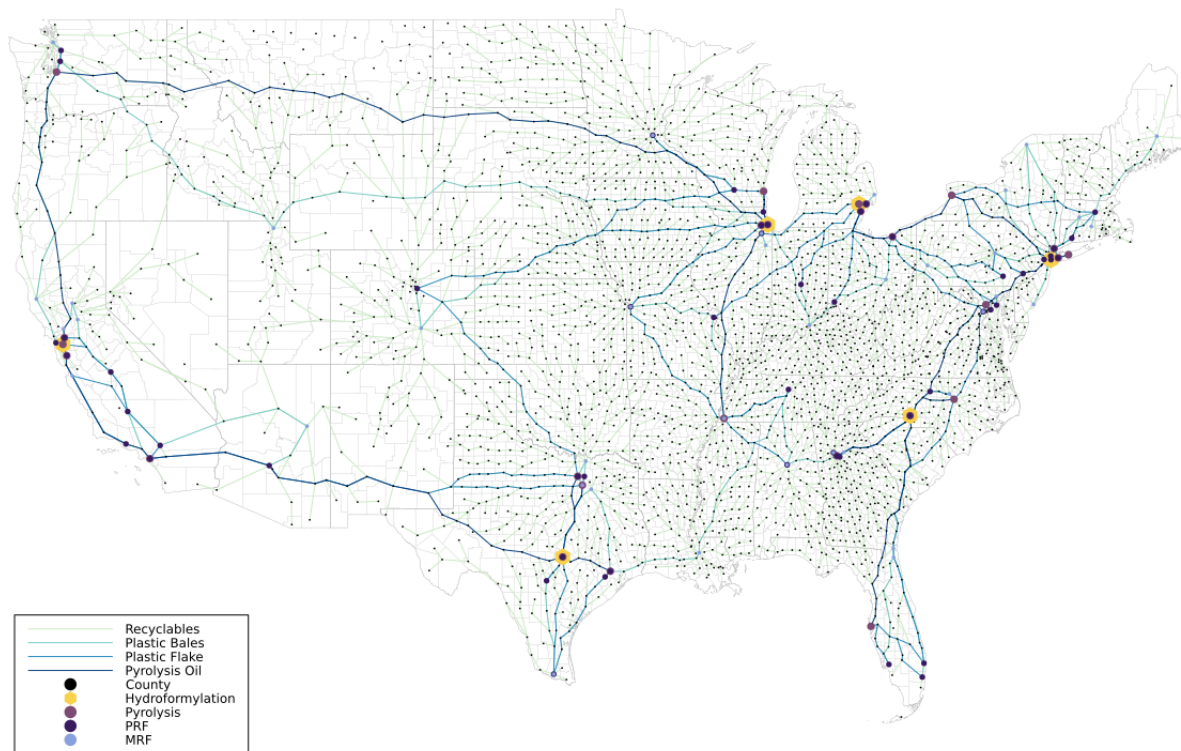 Recyclables
Plastic Bales
Plastic Flake
Pyrolysis Oil
County
Hydroformylation
Pyrolysis
PRF
MRF